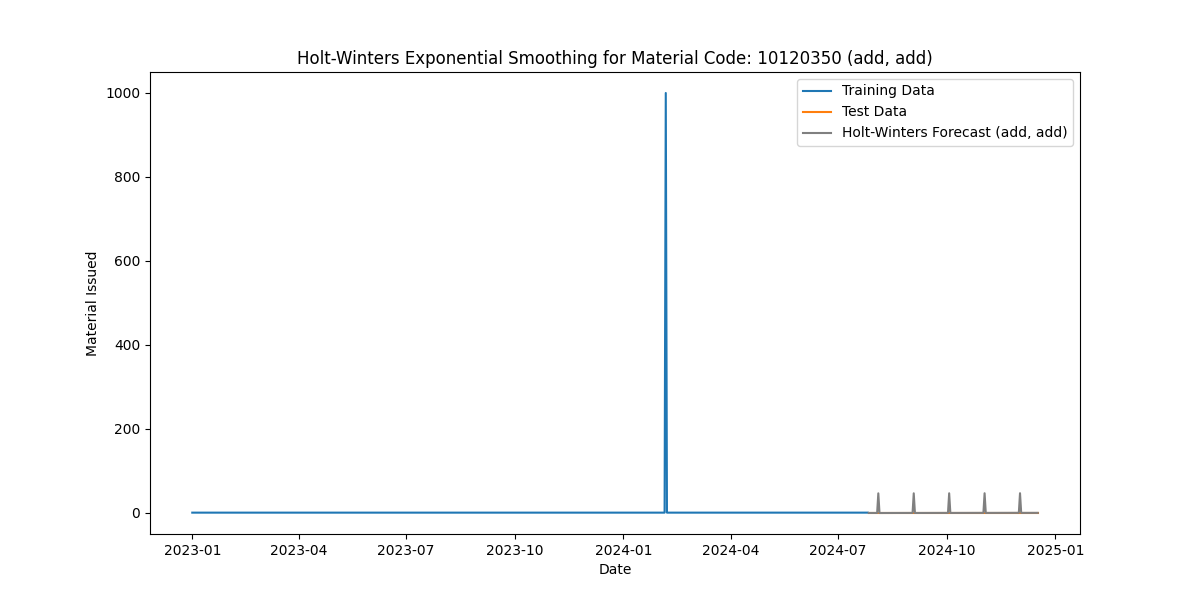 Holt-Winters Exponential Smoothing for Material Code: 10120350 (add, add)
Training Data
Test Data
Holt-Winters Forecast (add, add)
Material Issued
1000
800
600
400
200
0
2023-01 2023-04 2023-07 2023-10 2024-01 2024-04 2024-07 2024-10 2025-01
Date